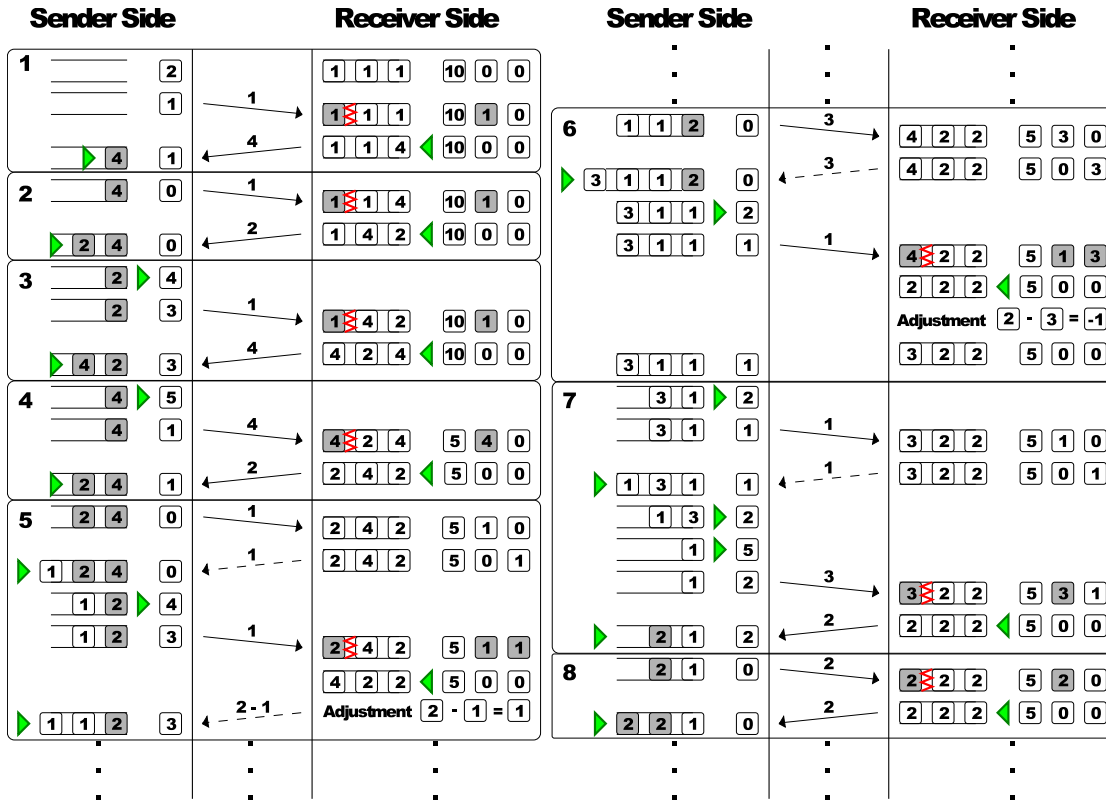 Sender Side Receiver Side
1 2 1 1 1 10 0 0
1 1 1 1 1 10 1 0
4 1 4 1 1 4 10 0 0
2 4 0 1 1 1 4 10 1 0
2 4 0 2 1 4 2 10 0 0
3 2 4
2 3 1 1 4 2 10 1 0
4 2 3 4 4 2 4 10 0 0
4 4 5
4 1 4 4 2 4 5 4 0
2 4 1 2 2 4 2 5 0 0
5 2 4 0 1 2 4 2 5 1 0
1 2 4 0 1 2 4 2 5 0 1
1 2 4
1 2 3 1 2 4 2 5 1 1
4 2 2 5 0 0
1 1 2 3 2 - 1 Adjustment 2 - 1 = 1
Sender Side Receiver Side
6 1 1 2 0 3 4 2 2 5 3 0
3 1 1 2 0 3 4 2 2 5 0 3
3 1 1 2
3 1 1 1 1 4 2 2 5 1 3
2 2 2 5 0 0
Adjustment 2 - 3 = -1
3 1 1 1 3 2 2 5 0 0
7 3 1 2
3 1 1 1 3 2 2 5 1 0
1 3 1 1 1 3 2 2 5 0 1
1 3 2
1 5
1 2 3 3 2 2 5 3 1
2 1 2 2 2 2 2 5 0 0
8 2 1 0 2 2 2 2 5 2 0
2 2 1 0 2 2 2 2 5 0 0